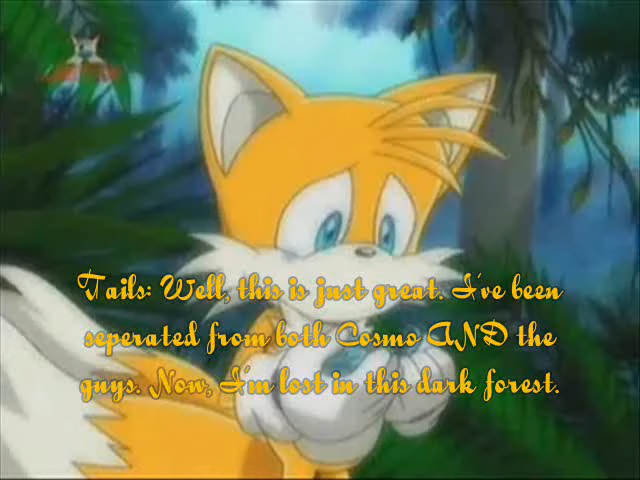 Tails: Well, this is just great. I've been
seperated from both Cosmo AND the
guys. Now, I'm lost in this dark forest.